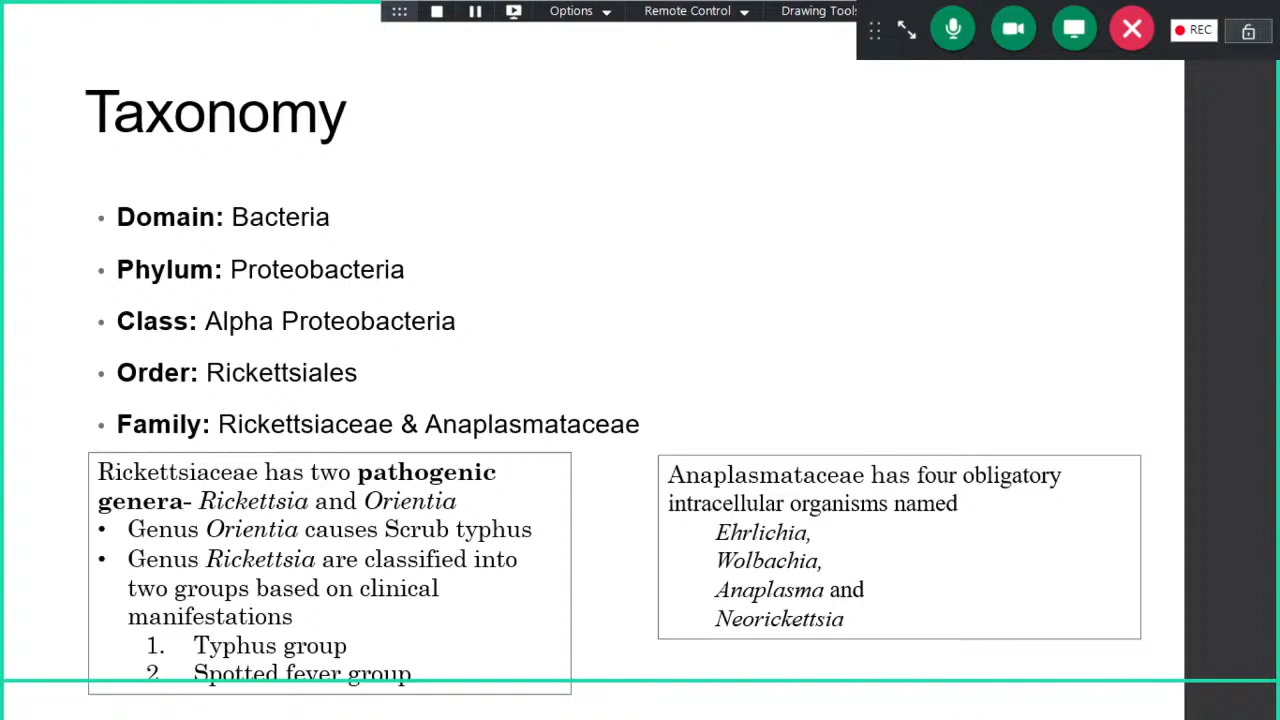 Options
Remote Control
Drawing Tools
REC
Taxonomy
• Domain: Bacteria
• Phylum: Proteobacteria
• Class: Alpha Proteobacteria
• Order: Rickettsiales
• Family: Rickettsiaceae & Anaplasmataceae
Rickettsiaceae has two pathogenic
genera- Rickettsia and Orientia
• Genus Orientia causes Scrub typhus
• Genus Rickettsia are classified into
two groups based on clinical
manifestations
1. Typhus group
2. Spotted fever group
Anaplasmataceae has four obligatory
intracellular organisms named
Ehrlichia,
Wolbachia,
Anaplasma and
Neorickettsia